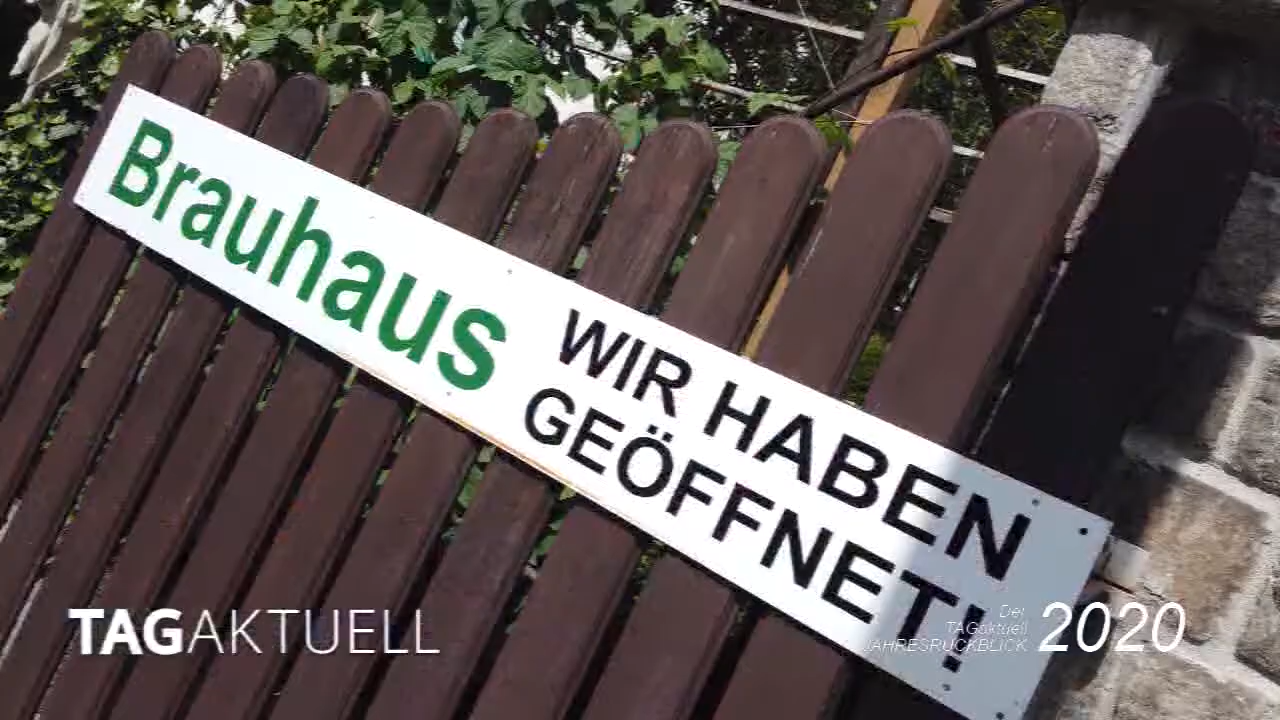 Brauhaus
WIR HABEN
GEÖFFNET!
TAGAKTUELL
Der
TAGaktuell
JAHRESRÜCKBLICK
2020